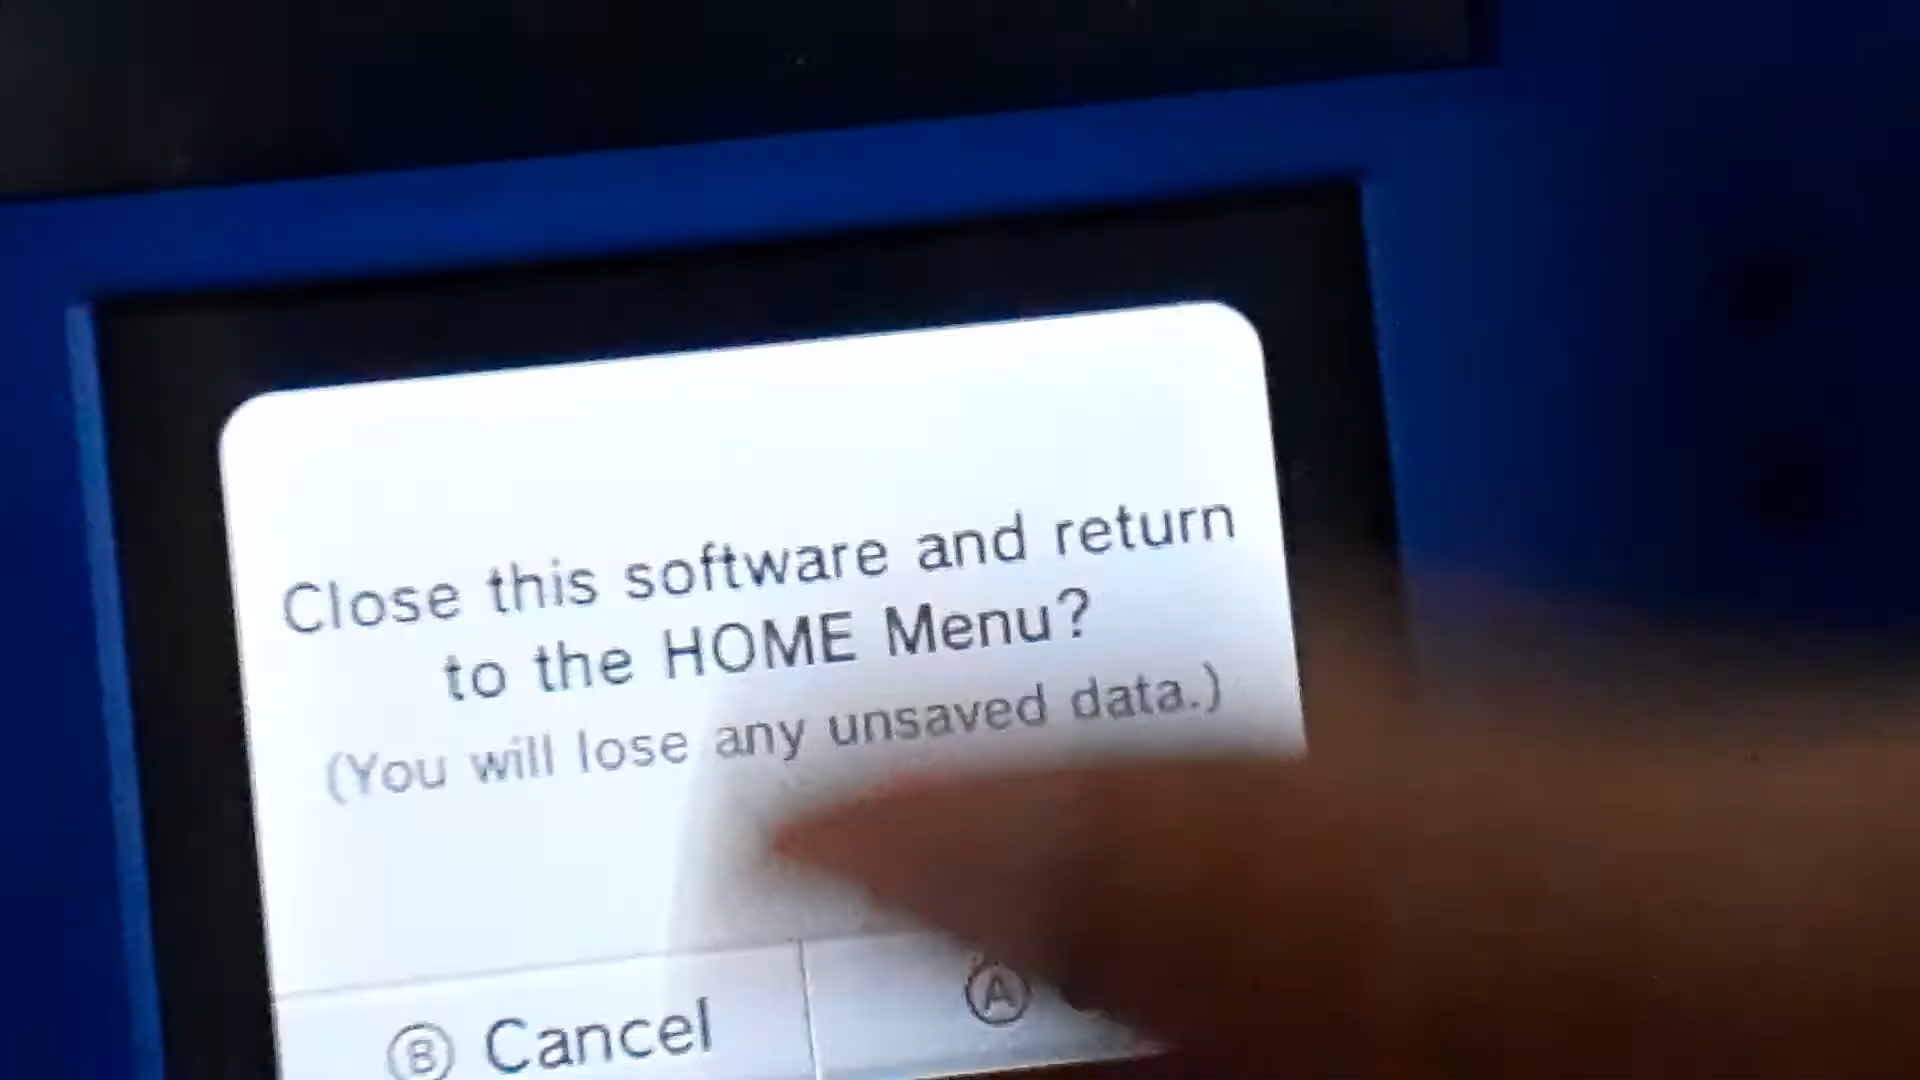 Close this software and return
to the HOME Menu?
(You will lose any unsaved data.)
Ⓑ Cancel
Ⓐ